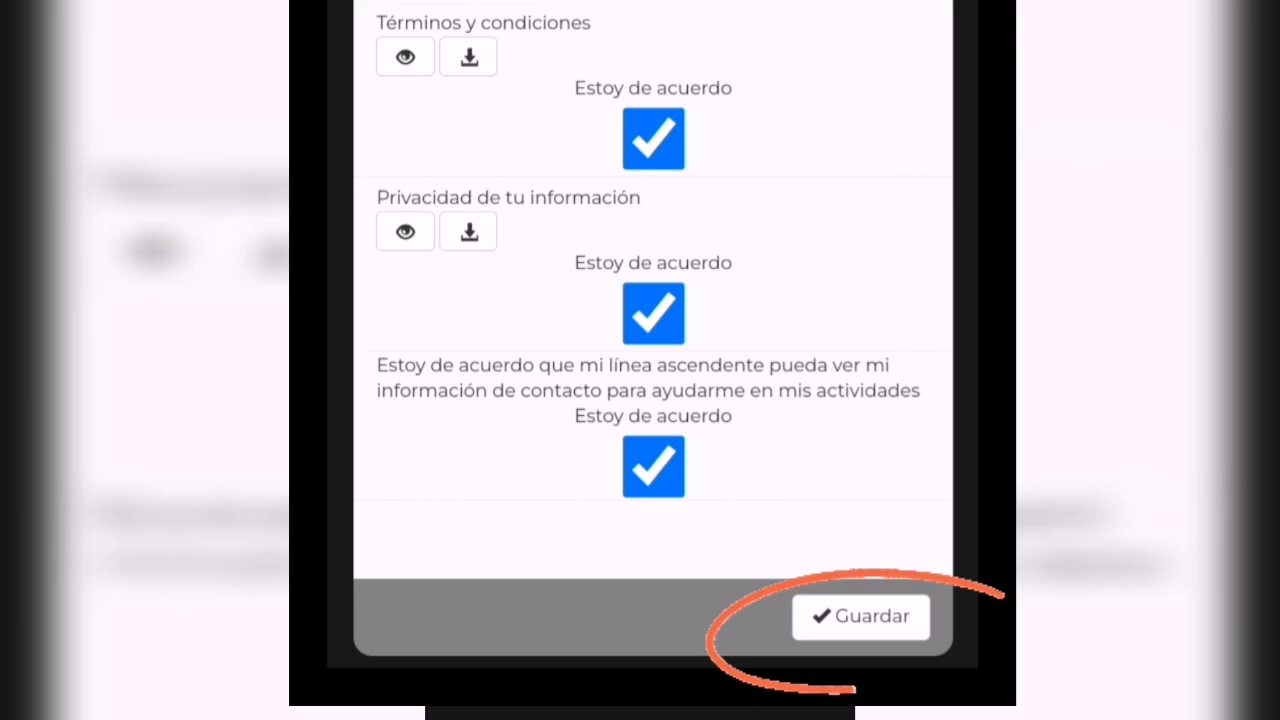 Términos y condiciones
Estoy de acuerdo
Privacidad de tu información
Estoy de acuerdo
Estoy de acuerdo que mi línea ascendente pueda ver mi
información de contacto para ayudarme en mis actividades
Estoy de acuerdo
Guardar